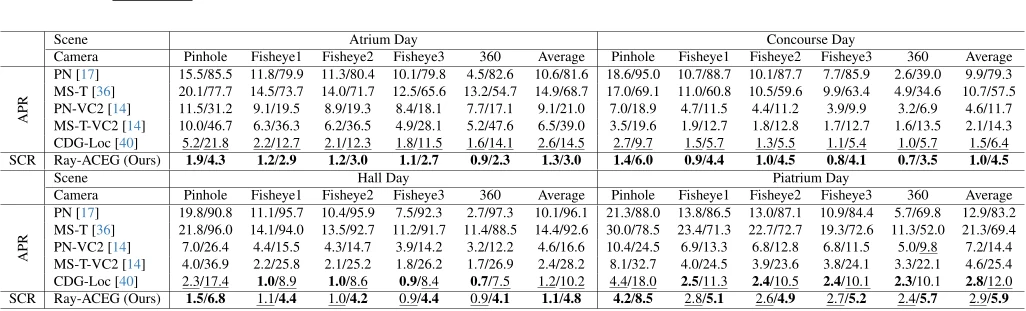 Scene Atrium Day Concourse Day
Camera Pinhole Fisheye1 Fisheye2 Fisheye3 360 Average Pinhole Fisheye1 Fisheye2 Fisheye3 360 Average
APR
PN [17] 15.5/85.5 11.8/79.9 11.3/80.4 10.1/79.8 4.5/82.6 10.6/81.6 18.6/95.0 10.7/88.7 10.1/87.7 7.7/85.9 2.6/39.0 9.9/79.3
MS-T [36] 20.1/77.7 14.5/73.7 14.0/71.7 12.5/65.6 13.2/54.7 14.9/68.7 17.0/69.1 11.0/60.8 10.5/59.6 9.9/63.4 4.9/34.6 10.7/57.5
PN-VC2 [14] 11.5/31.2 9.1/19.5 8.9/19.3 8.4/18.1 7.7/17.1 9.1/21.0 7.0/18.9 4.7/11.5 4.4/11.2 3.9/9.9 3.2/6.9 4.6/11.7
MS-T-VC2 [14] 10.0/46.7 6.3/36.3 6.2/36.5 4.9/28.1 5.2/47.6 6.5/39.0 3.5/19.6 1.9/12.7 1.8/12.8 1.7/12.7 1.6/13.5 2.1/14.3
CDG-Loc [40] 5.2/21.8 2.2/12.7 2.1/12.3 1.8/11.5 1.6/14.1 2.6/14.5 2.7/9.7 1.5/5.7 1.3/5.5 1.1/5.4 1.0/5.7 1.5/6.4
SCR Ray-ACEG (Ours) 1.9/4.3 1.2/2.9 1.2/3.0 1.1/2.7 0.9/2.3 1.3/3.0 1.4/6.0 0.9/4.4 1.0/4.5 0.8/4.1 0.7/3.5 1.0/4.5
Scene Hall Day Piatrium Day
Camera Pinhole Fisheye1 Fisheye2 Fisheye3 360 Average Pinhole Fisheye1 Fisheye2 Fisheye3 360 Average
APR
PN [17] 19.8/90.8 11.1/95.7 10.4/95.9 7.5/92.3 2.7/97.3 10.1/96.1 21.3/88.0 13.8/86.5 13.0/87.1 10.9/84.4 5.7/69.8 12.9/83.2
MS-T [36] 21.8/96.0 14.1/94.0 13.5/92.7 11.2/91.7 11.4/88.5 14.4/92.6 30.0/78.5 23.4/71.3 22.7/72.7 19.3/72.6 11.3/52.0 21.3/69.4
PN-VC2 [14] 7.0/26.4 4.4/15.5 4.3/14.7 3.9/14.2 3.2/12.2 4.6/16.6 10.4/24.5 6.9/13.3 6.8/12.8 6.8/11.5 5.0/9.8 7.2/14.4
MS-T-VC2 [14] 4.0/36.9 2.2/25.8 2.1/25.2 1.8/26.2 1.7/26.9 2.4/28.2 8.1/32.7 4.0/24.5 3.9/23.6 3.8/24.1 3.3/22.1 4.6/25.4
CDG-Loc [40] 2.3/17.4 1.0/8.9 1.0/8.6 0.9/8.4 0.7/7.5 1.2/10.2 4.4/18.0 2.5/11.3 2.4/10.5 2.4/10.1 2.3/10.1 2.8/12.0
SCR Ray-ACEG (Ours) 1.5/6.8 1.1/4.4 1.0/4.2 0.9/4.4 0.9/4.1 1.1/4.8 4.2/8.5 2.8/5.1 2.6/4.9 2.7/5.2 2.4/5.7 2.9/5.9